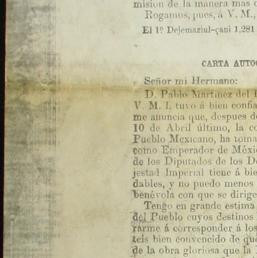 misión de la manera mas c
Rogamos, pues, á V. M.,
El 1º Dejemaziul-çani 1,281
CARTA AUTOG
Señor mi Hermano:
D. Pablo Martinez del R
V. M. I. tuvo á bien confia
me anuncia que, despues d
10 de Abril último, la co
Pueblo Mexicano, ha toma
como Emperador de Méxi
de los Diputados de los De
jestad Imperial tiene á bie
dables, y no puedo menos
benévola con que se dirige
Tengo en grande estima
del Pueblo cuyos destinos
rarme á corresponder á los
teis bien convencido de qu
de la obra gloriosa que la